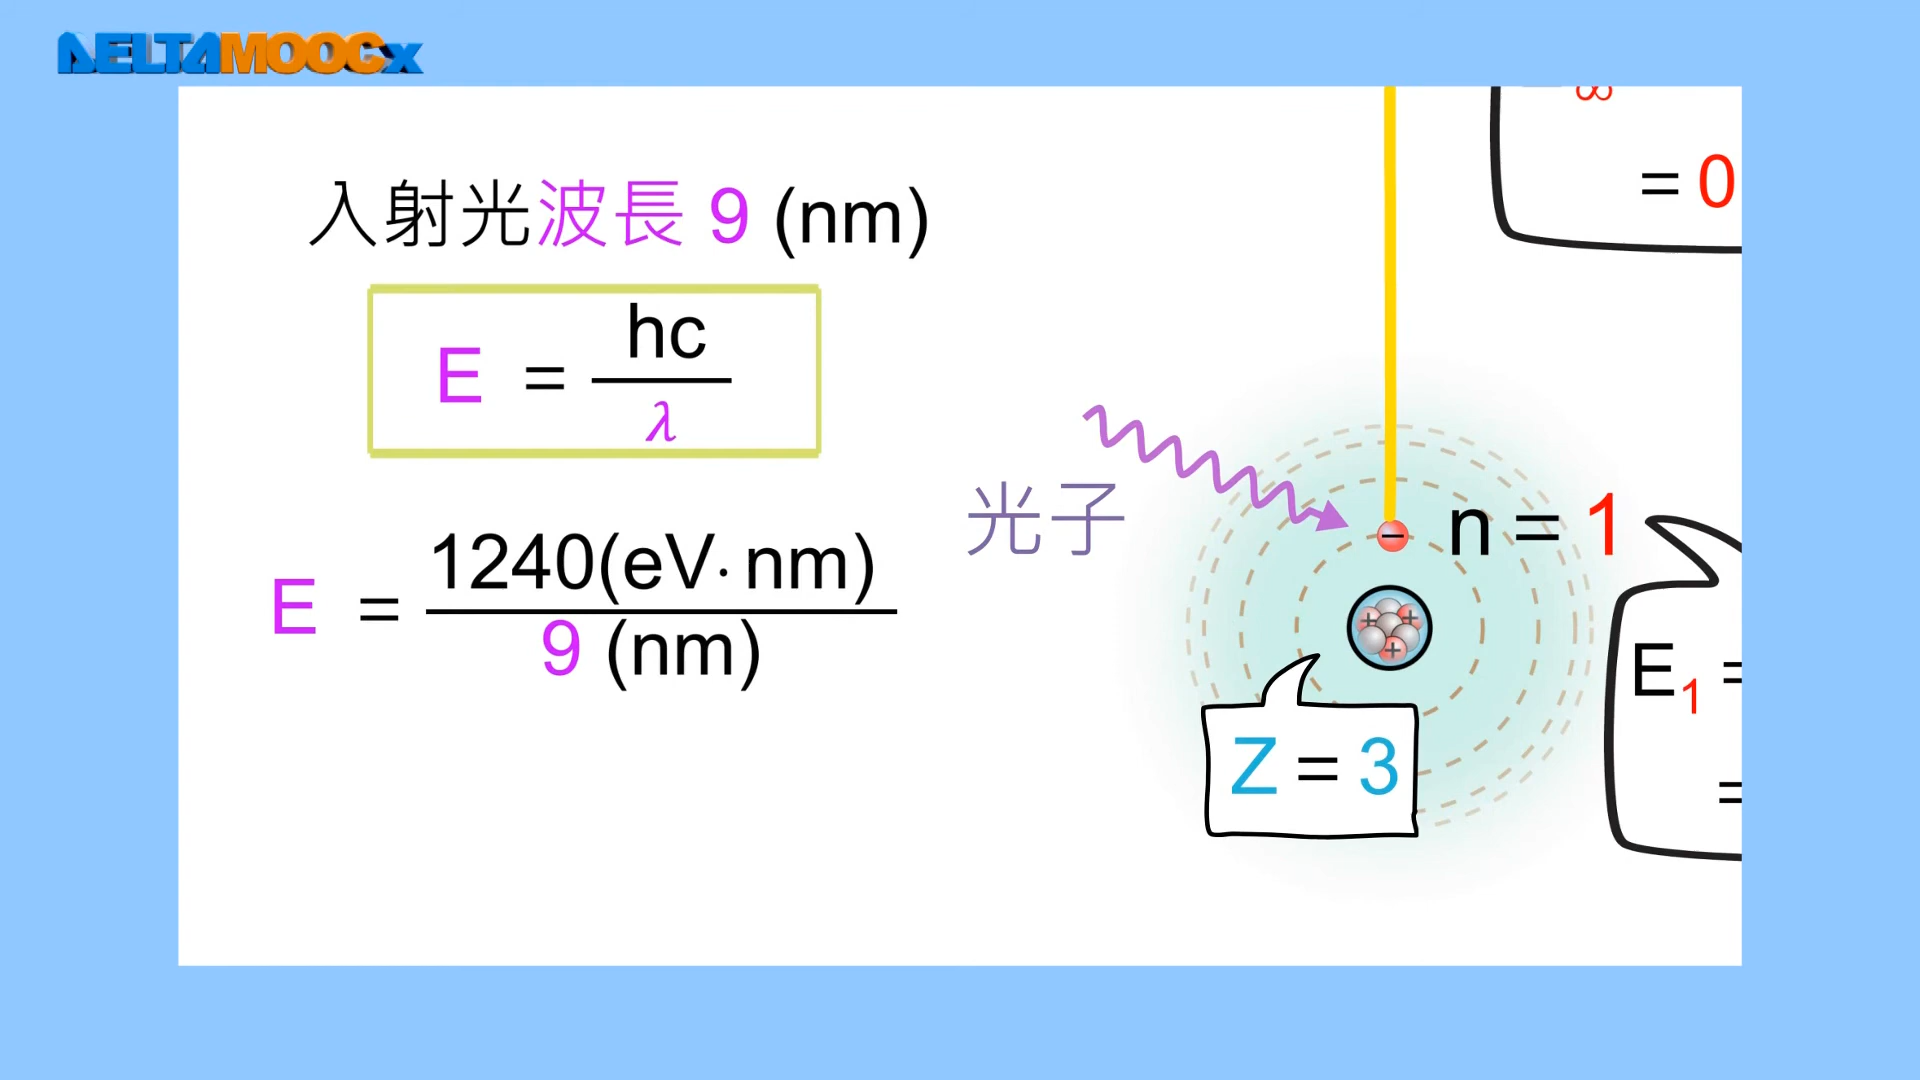 DELTAMOOCx
入射光波長 9 (nm)
E = hc / λ
E = 1240(eV·nm) / 9 (nm)
光子
n = 1
Z = 3
∞
= 0
E₁ =
=